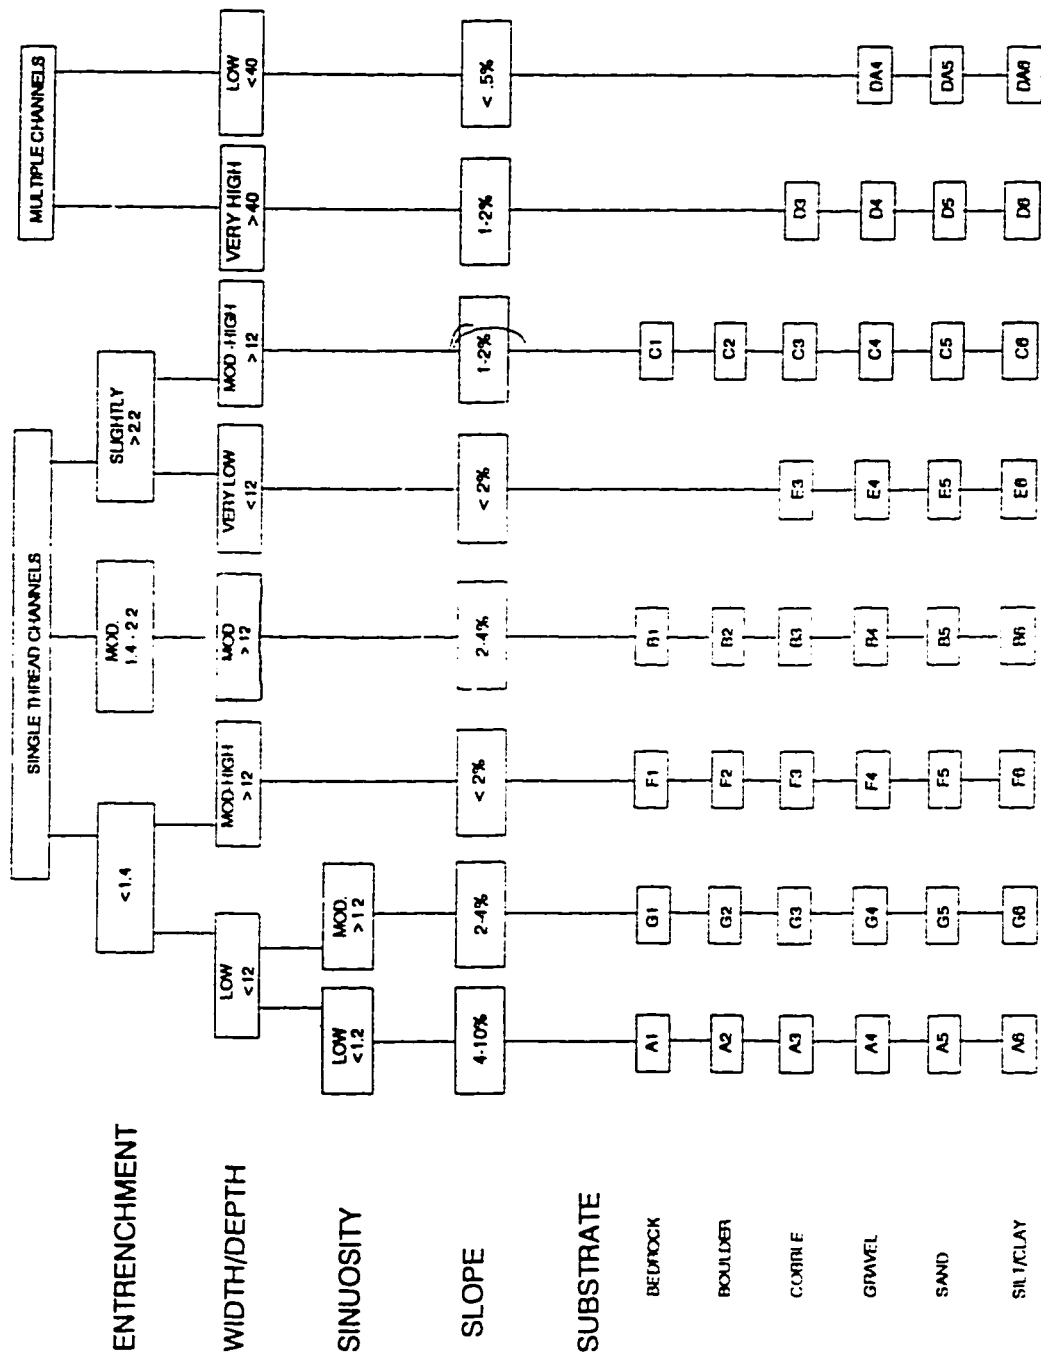 SINGLE THREAD CHANNELS
MULTIPLE CHANNELS
ENTRENCHMENT
<1.4
MOD.
1.4 - 2 2
SLIGHTLY
>2.2
WIDTH/DEPTH
LOW
<12
MOD-HIGH
>12
MOD
>12
VERY LOW
<12
MOD-HIGH
>12
VERY HIGH
>40
LOW
<40
SINUOSITY
LOW
<1.2
MOD.
>1 2
SLOPE
4-10%
2-4%
< 2%
2-4%
< 2%
1-2%
1-2%
< .5%
SUBSTRATE
BEDROCK
A1
G1
F1
B1
C1
BOULDER
A2
G2
F2
B2
C2
COBBLE
A3
G3
F3
B3
E3
C3
D3
GRAVEL
A4
G4
F4
B4
E4
C4
D4
DA4
SAND
A5
G5
F5
B5
E5
C5
D5
DA5
SILT/CLAY
A6
G6
F6
B6
E6
C6
D6
DA6